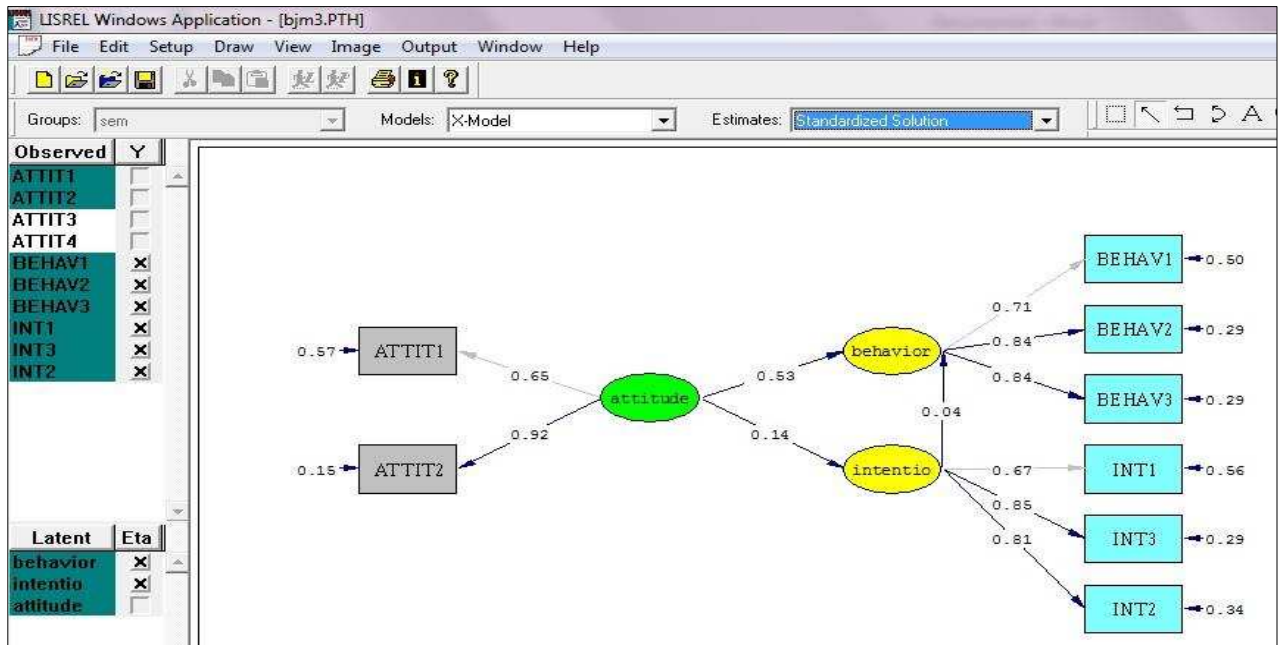 LISREL Windows Application - [bjm3.PTH]
File Edit Setup Draw View Image Output Window Help
Groups: sem Models: X-Model Estimates: Standardized Solution
A
Observed Y
ATTIT1
ATTIT2
ATTIT3
ATTIT4
BEHAV1
BEHAV2
BEHAV3
INT1
INT3
INT2
Latent Eta
behavior
intentio
attitude
0.57 ATTIT1
0.15 ATTIT2
0.65
0.92
attitude
0.53
0.14
behavior
0.04
intentio
0.71
0.84
0.84
0.67
0.85
0.81
BEHAV1 0.50
BEHAV2 0.29
BEHAV3 0.29
INT1 0.56
INT3 0.29
INT2 0.34